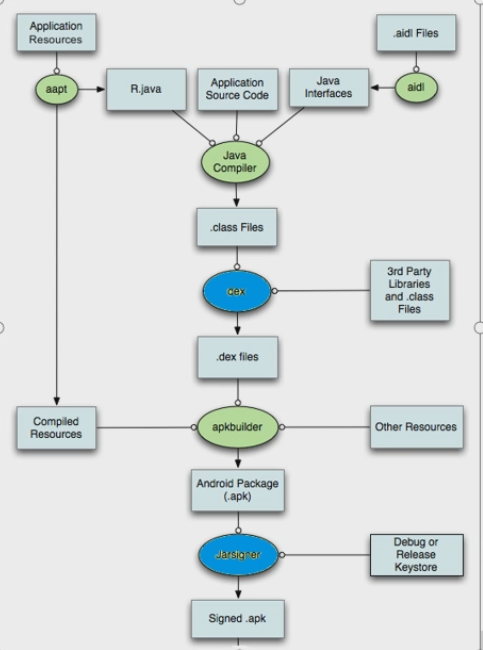 Application
Resources
.aidl Files
aapt
R.java
Application
Source Code
Java
Interfaces
aidl
Java
Compiler
.class Files
dex
3rd Party
Libraries
and .class
Files
.dex files
Compiled
Resources
apkbuilder
Other Resources
Android Package
(.apk)
Jarsigner
Debug or
Release
Keystore
Signed .apk